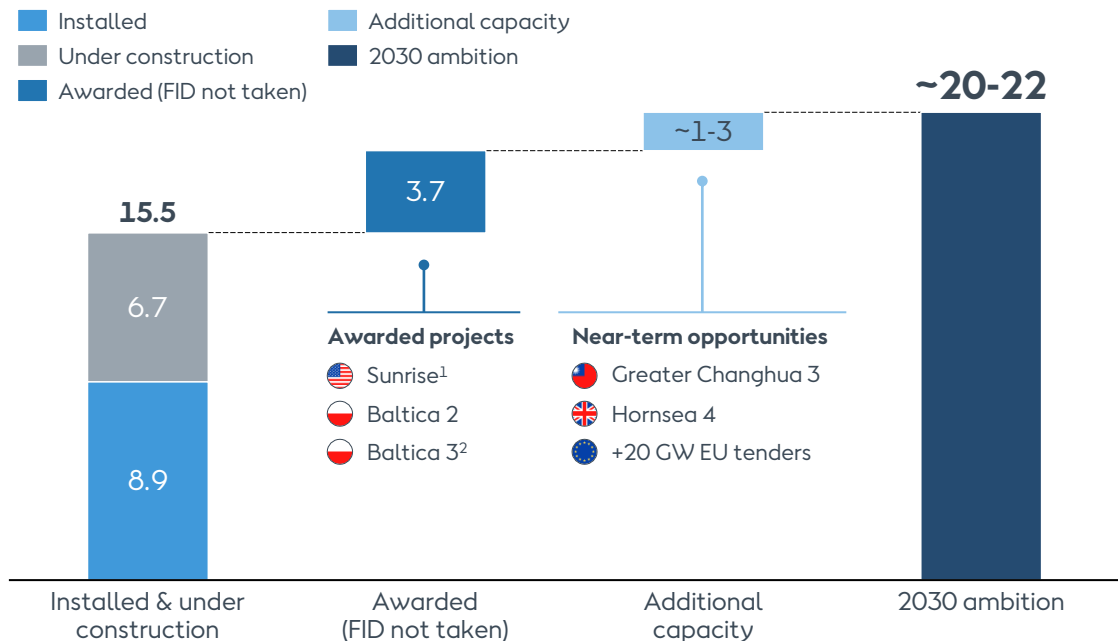 Installed
Under construction
Awarded (FID not taken)
Additional capacity
2030 ambition
15.5
6.7
8.9
3.7
~1-3
~20-22
Awarded projects
Sunrise¹
Baltica 2
Baltica 3²
Near-term opportunities
Greater Changhua 3
Hornsea 4
+20 GW EU tenders
Installed & under
construction
Awarded
(FID not taken)
Additional
capacity
2030 ambition